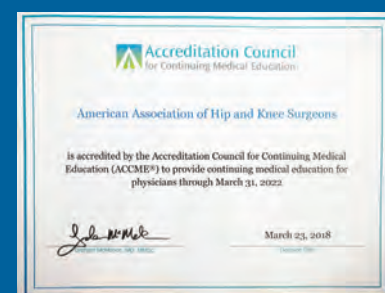 Accreditation Council
for Continuing Medical Education
American Association of Hip and Knee Surgeons
is accredited by the Accreditation Council for Continuing Medical
Education (ACCME®) to provide continuing medical education for
physicians through March 31, 2022
March 23, 2018